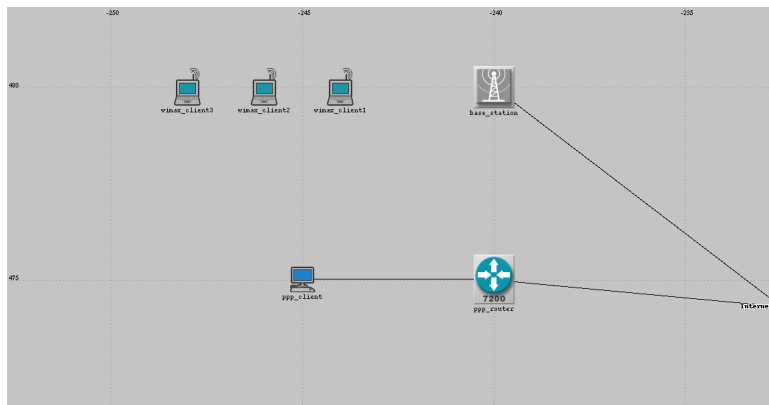 -250 -245 -240 -235
480
wimax_client3 wimax_client2 wimax_client1 base_station
475
ppp_client
7200
ppp_router
Interne